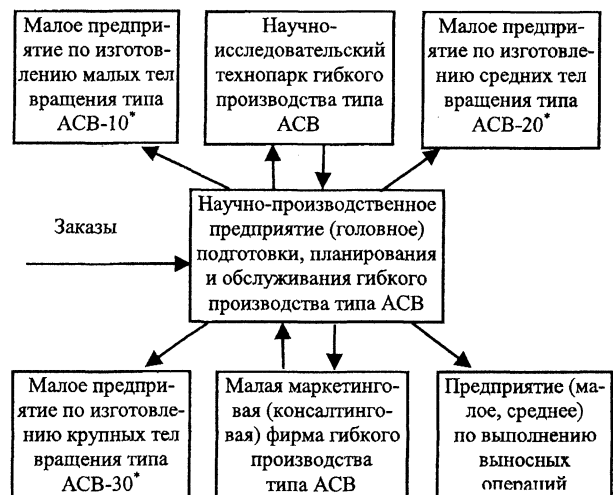 Малое предпри-
ятие по изготов-
лению малых тел
вращения типа
АСВ-10*
Научно-
исследовательский
технопарк гибкого
производства типа
АСВ
Малое предпри-
ятие по изготовле-
нию средних тел
вращения типа
АСВ-20*
Заказы
Научно-производственное
предприятие (головное)
подготовки, планирования
и обслуживания гибкого
производства типа АСВ
Малое предпри-
ятие по изготовле-
нию крупных тел
вращения типа
АСВ-30*
Малая маркетинго-
вая (консалтинго-
вая) фирма гибкого
производства
типа АСВ
Предприятие (ма-
лое, среднее)
по выполнению
выносных
операций